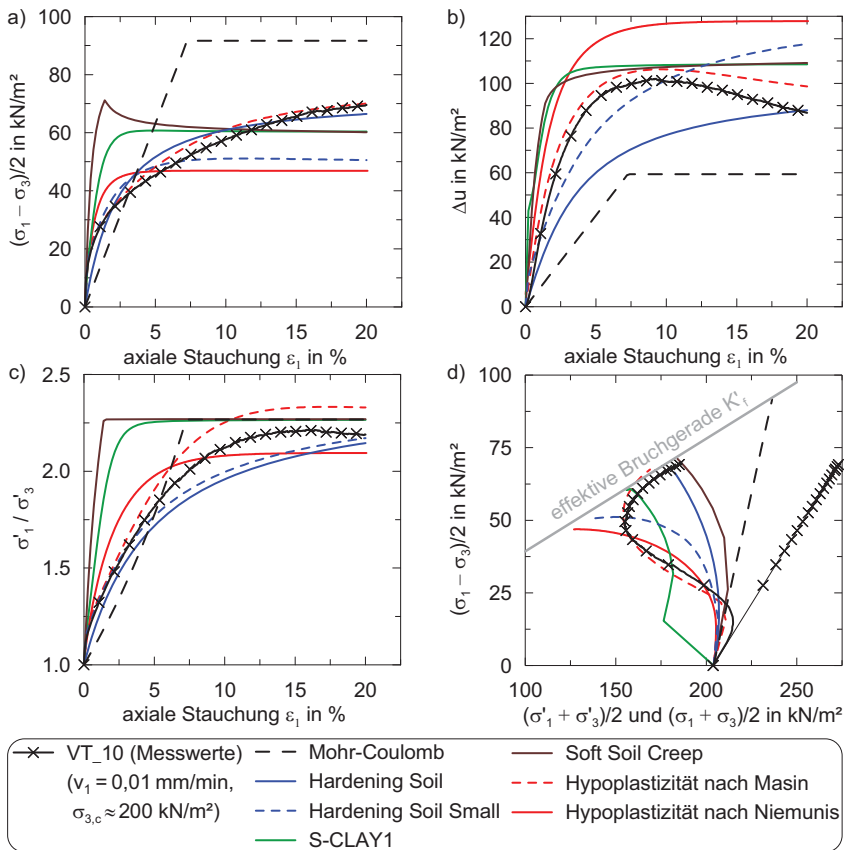 a)
(σ₁ − σ₃)/2 in kN/m²
100
80
60
40
20
0
0 5 10 15 20
axiale Stauchung ε₁ in %
b)
Δu in kN/m²
120
100
80
60
40
20
0
0 5 10 15 20
axiale Stauchung ε₁ in %
c)
σ'₁ / σ'₃
2.5
2.0
1.5
1.0
0 5 10 15 20
axiale Stauchung ε₁ in %
d)
(σ₁ − σ₃)/2 in kN/m²
100
75
50
25
0
effektive Bruchgerade K'f
100 150 200 250
(σ'₁ + σ'₃)/2 und (σ₁ + σ₃)/2 in kN/m²
VT_10 (Messwerte)
(v₁ = 0,01 mm/min,
σ₃,c ≈ 200 kN/m²)
Mohr-Coulomb
Hardening Soil
Hardening Soil Small
S-CLAY1
Soft Soil Creep
Hypoplastizität nach Masin
Hypoplastizität nach Niemunis